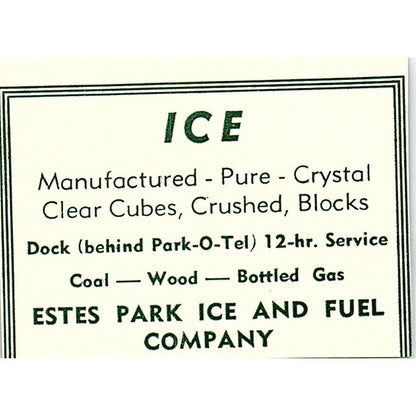 ICE
Manufactured - Pure - Crystal
Clear Cubes, Crushed, Blocks
Dock (behind Park-O-Tel) 12-hr. Service
Coal — Wood — Bottled Gas
ESTES PARK ICE AND FUEL
COMPANY